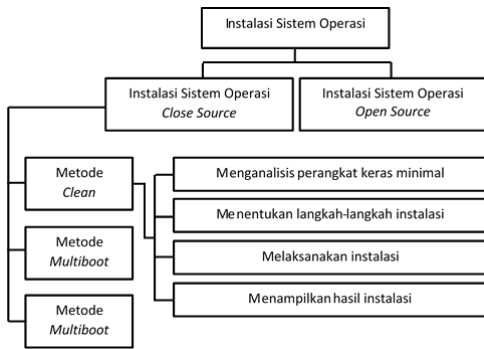 Instalasi Sistem Operasi
Instalasi Sistem Operasi
Close Source
Instalasi Sistem Operasi
Open Source
Metode
Clean
Menganalisis perangkat keras minimal
Menentukan langkah-langkah instalasi
Metode
Multiboot
Melaksanakan instalasi
Menampilkan hasil instalasi
Metode
Multiboot